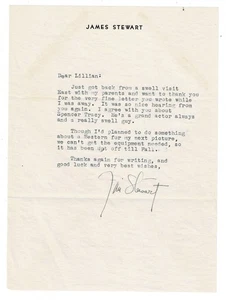 JAMES STEWART
Dear Lillian:
Just got back from a swell visit
East with my parents and want to thank you
for the very fine letter you wrote while
I was away. It was so nice hearing from
you again. I agree with you about
Spencer Tracy. He's a grand actor always
and a really swell guy.
Though I'd planned to do something
about a Western for my next picture,
we can't get the equipment needed, so
it has been put off till Fall.
Thanks again for writing, and
good luck and very best wishes,
Jim Stewart